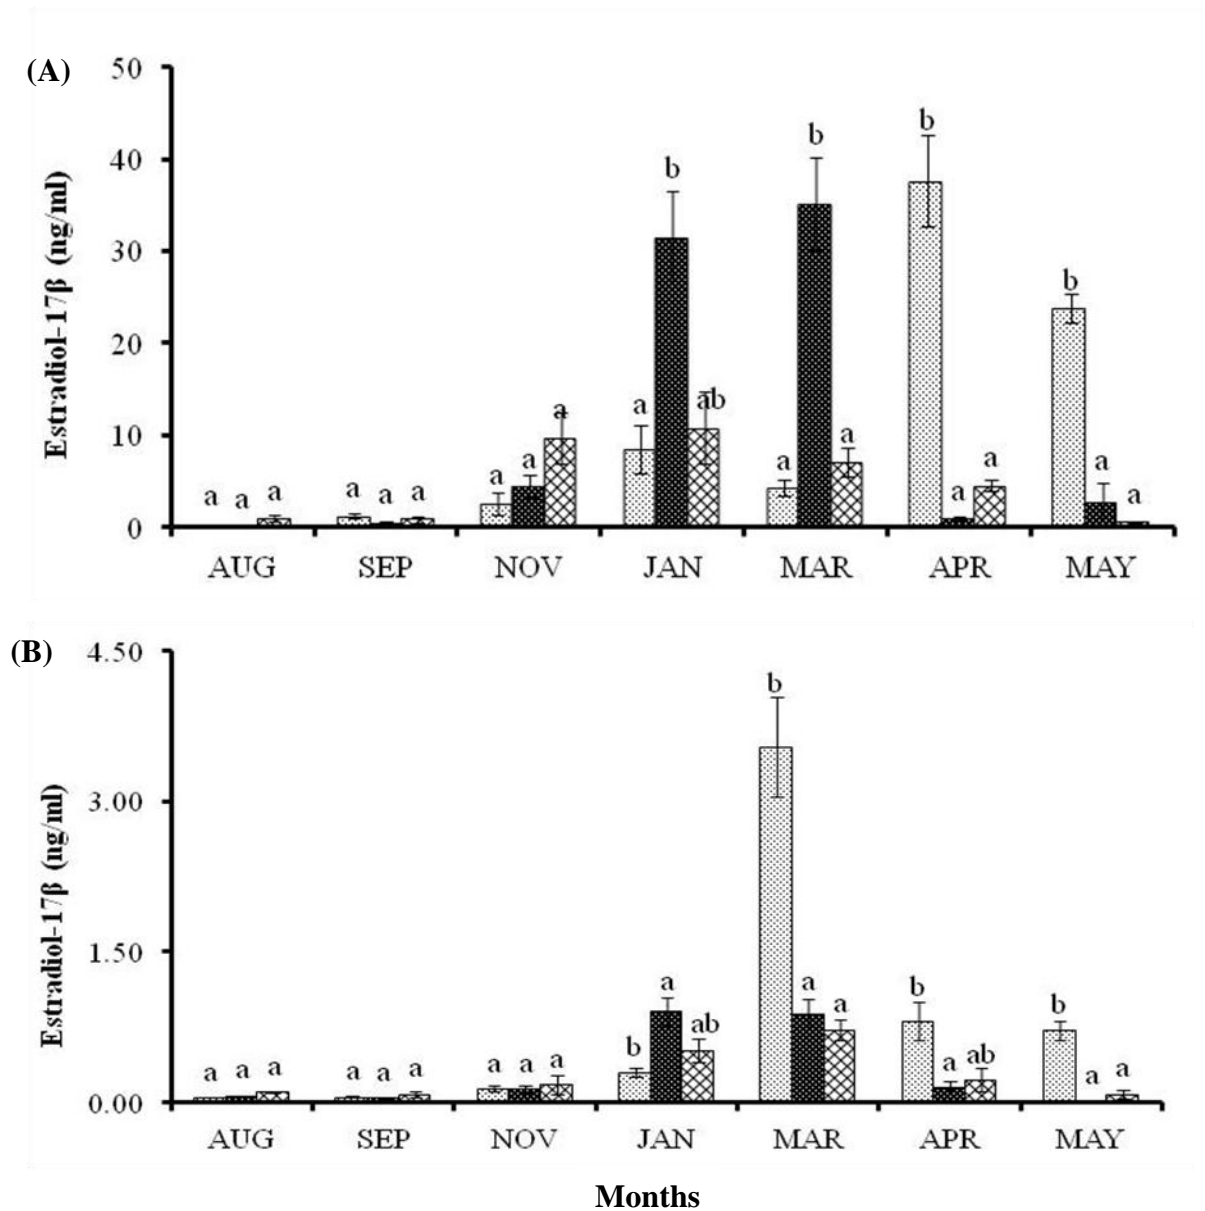 (A)
Estradiol-17β (ng/ml)
50
40
30
20
10
0
a a a
a a a
a a a
a b ab
a b a
b a a
b a a
AUG SEP NOV JAN MAR APR MAY
(B)
Estradiol-17β (ng/ml)
4.50
3.00
1.50
0.00
a a a
a a a
a a a
b a ab
b a a
b a ab
b a a
AUG SEP NOV JAN MAR APR MAY
Months